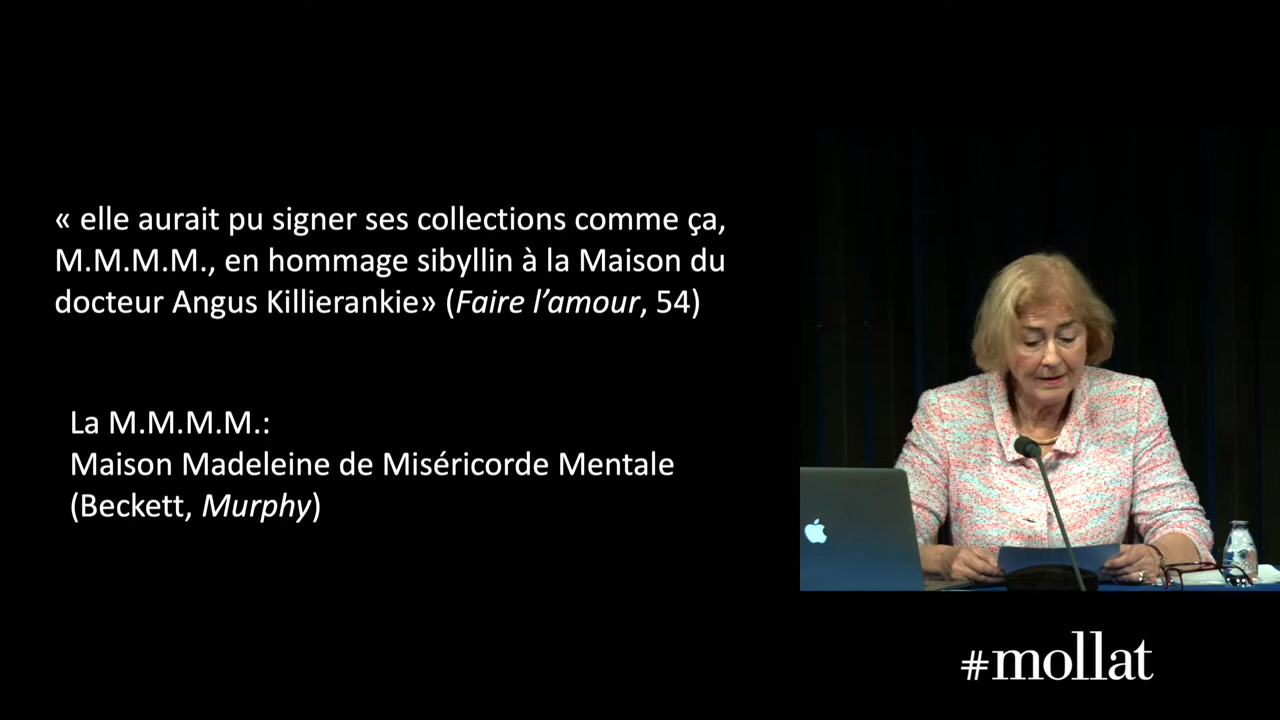 « elle aurait pu signer ses collections comme ça,
M.M.M.M., en hommage sibyllin à la Maison du
docteur Angus Killierankie» (Faire l’amour, 54)
La M.M.M.M.:
Maison Madeleine de Miséricorde Mentale
(Beckett, Murphy)
#mollat